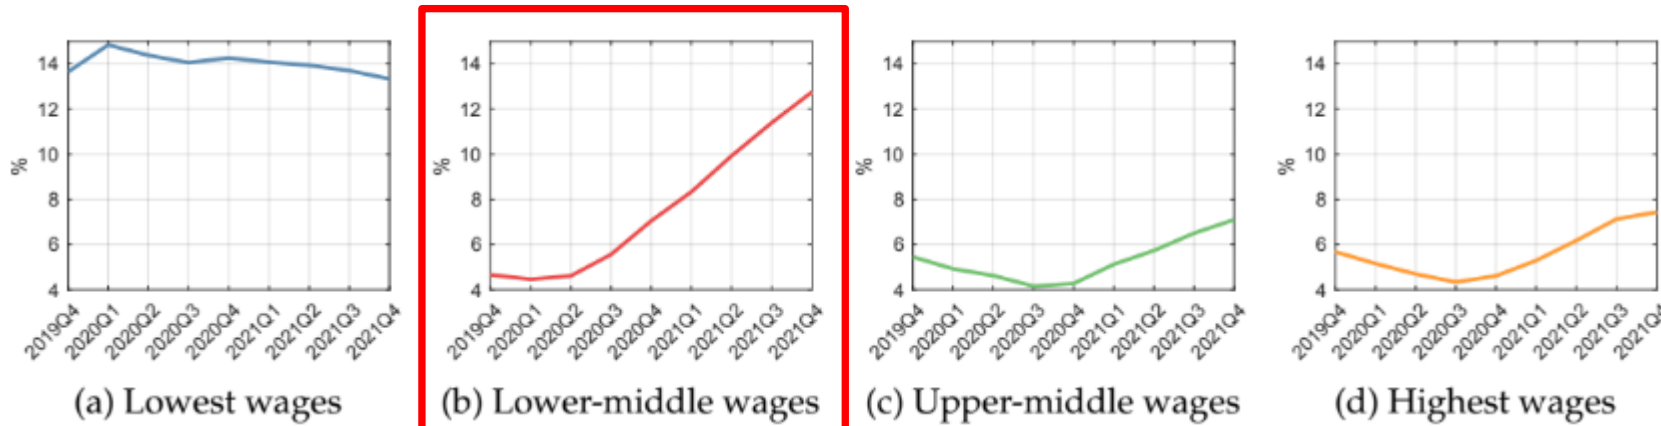 14
12
10
8
6
4
%
2019Q4
2020Q1
2020Q2
2020Q3
2020Q4
2021Q1
2021Q2
2021Q3
2021Q4
(a) Lowest wages
14
12
10
8
6
4
%
2019Q4
2020Q1
2020Q2
2020Q3
2020Q4
2021Q1
2021Q2
2021Q3
2021Q4
(b) Lower-middle wages
14
12
10
8
6
4
%
2019Q4
2020Q1
2020Q2
2020Q3
2020Q4
2021Q1
2021Q2
2021Q3
2021Q4
(c) Upper-middle wages
14
12
10
8
6
4
%
2019Q4
2020Q1
2020Q2
2020Q3
2020Q4
2021Q1
2021Q2
2021Q3
2021Q4
(d) Highest wages